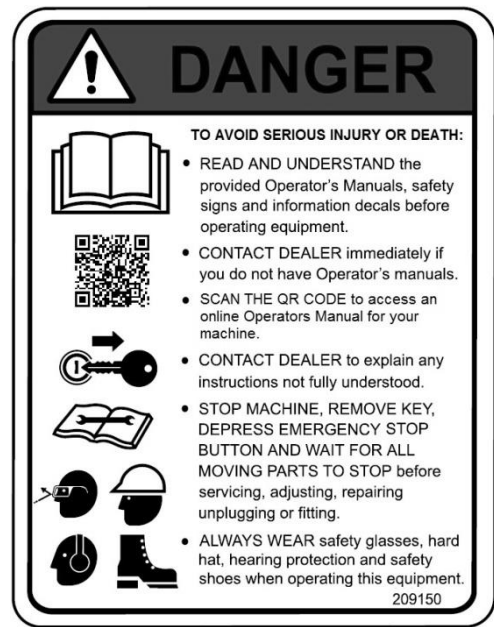 DANGER
TO AVOID SERIOUS INJURY OR DEATH:
• READ AND UNDERSTAND the
provided Operator's Manuals, safety
signs and information decals before
operating equipment.
• CONTACT DEALER immediately if
you do not have Operator's manuals.
• SCAN THE QR CODE to access an
online Operators Manual for your
machine.
• CONTACT DEALER to explain any
instructions not fully understood.
• STOP MACHINE, REMOVE KEY,
DEPRESS EMERGENCY STOP
BUTTON AND WAIT FOR ALL
MOVING PARTS TO STOP before
servicing, adjusting, repairing
unplugging or fitting.
• ALWAYS WEAR safety glasses, hard
hat, hearing protection and safety
shoes when operating this equipment.
209150